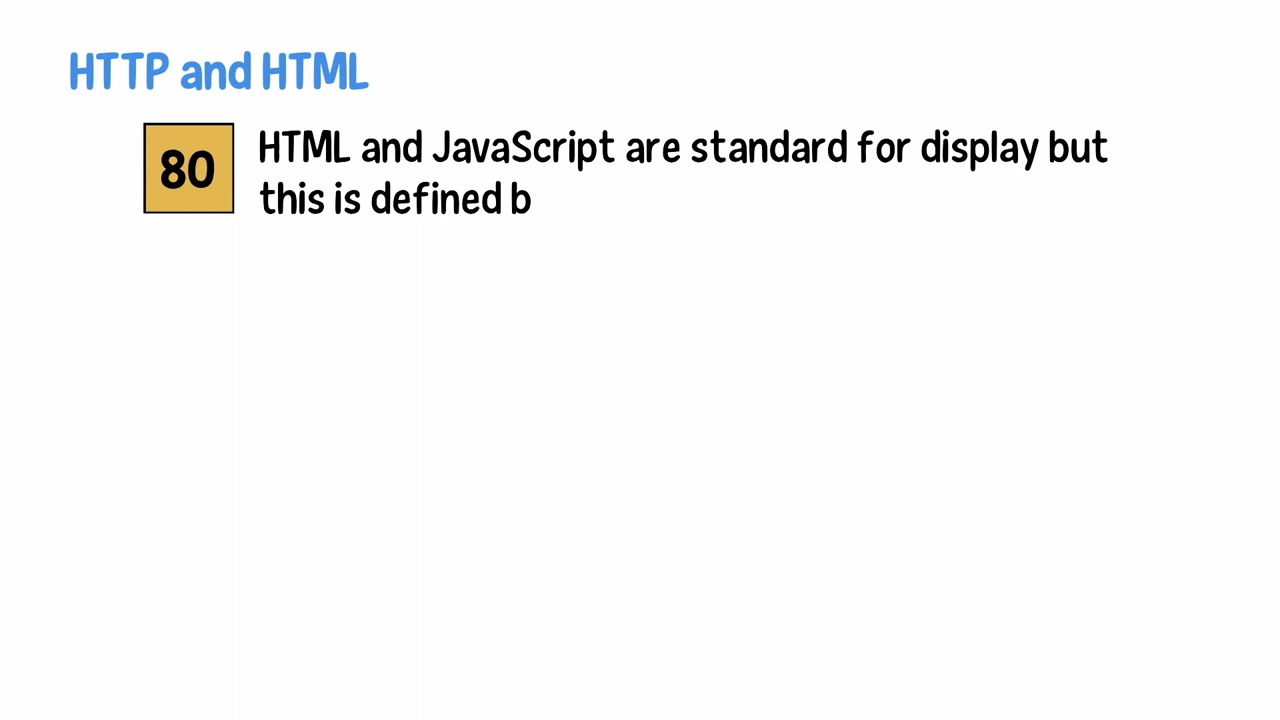 HTTP and HTML
80
HTML and JavaScript are standard for display but
this is defined b